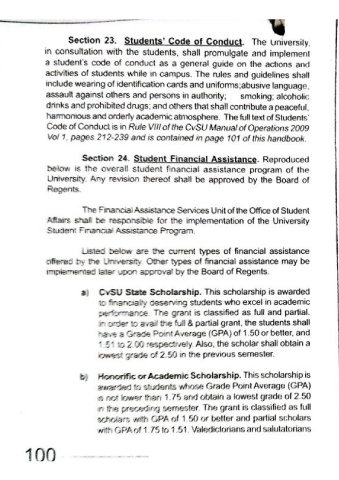 Section 23. Students' Code of Conduct. The University,
in consultation with the students, shall promulgate and implement
a student's code of conduct as a general guide on the actions and
activities of students while in campus. The rules and guidelines shall
include wearing of identification cards and uniforms;abusive language,
assault against others and persons in authority; smoking; alcoholic
drinks and prohibited drugs; and others that shall contribute a peaceful,
harmonious and orderly academic atmosphere. The full text of Students'
Code of Conduct is in Rule VIII of the CvSU Manual of Operations 2009
Vol 1, pages 212-239 and is contained in page 101 of this handbook.
Section 24. Student Financial Assistance. Reproduced
below is the overall student financial assistance program of the
University. Any revision thereof shall be approved by the Board of
Regents.
The Financial Assistance Services Unit of the Office of Student
Affairs shall be responsible for the implementation of the University
Student Financial Assistance Program.
Listed below are the current types of financial assistance
offered by the University. Other types of financial assistance may be
implemented later upon approval by the Board of Regents.
a) CvSU State Scholarship. This scholarship is awarded
to financially deserving students who excel in academic
performance. The grant is classified as full and partial.
In order to avail the full & partial grant, the students shall
have a Grade Point Average (GPA) of 1.50 or better, and
1.51 to 2.00 respectively. Also, the scholar shall obtain a
lowest grade of 2.50 in the previous semester.
b) Honorific or Academic Scholarship. This scholarship is
awarded to students whose Grade Point Average (GPA)
is not lower than 1.75 and obtain a lowest grade of 2.50
in the preceding semester. The grant is classified as full
scholars with GPA of 1.50 or better and partial scholars
with GPA of 1.75 to 1.51. Valedictorians and salutatorians
100